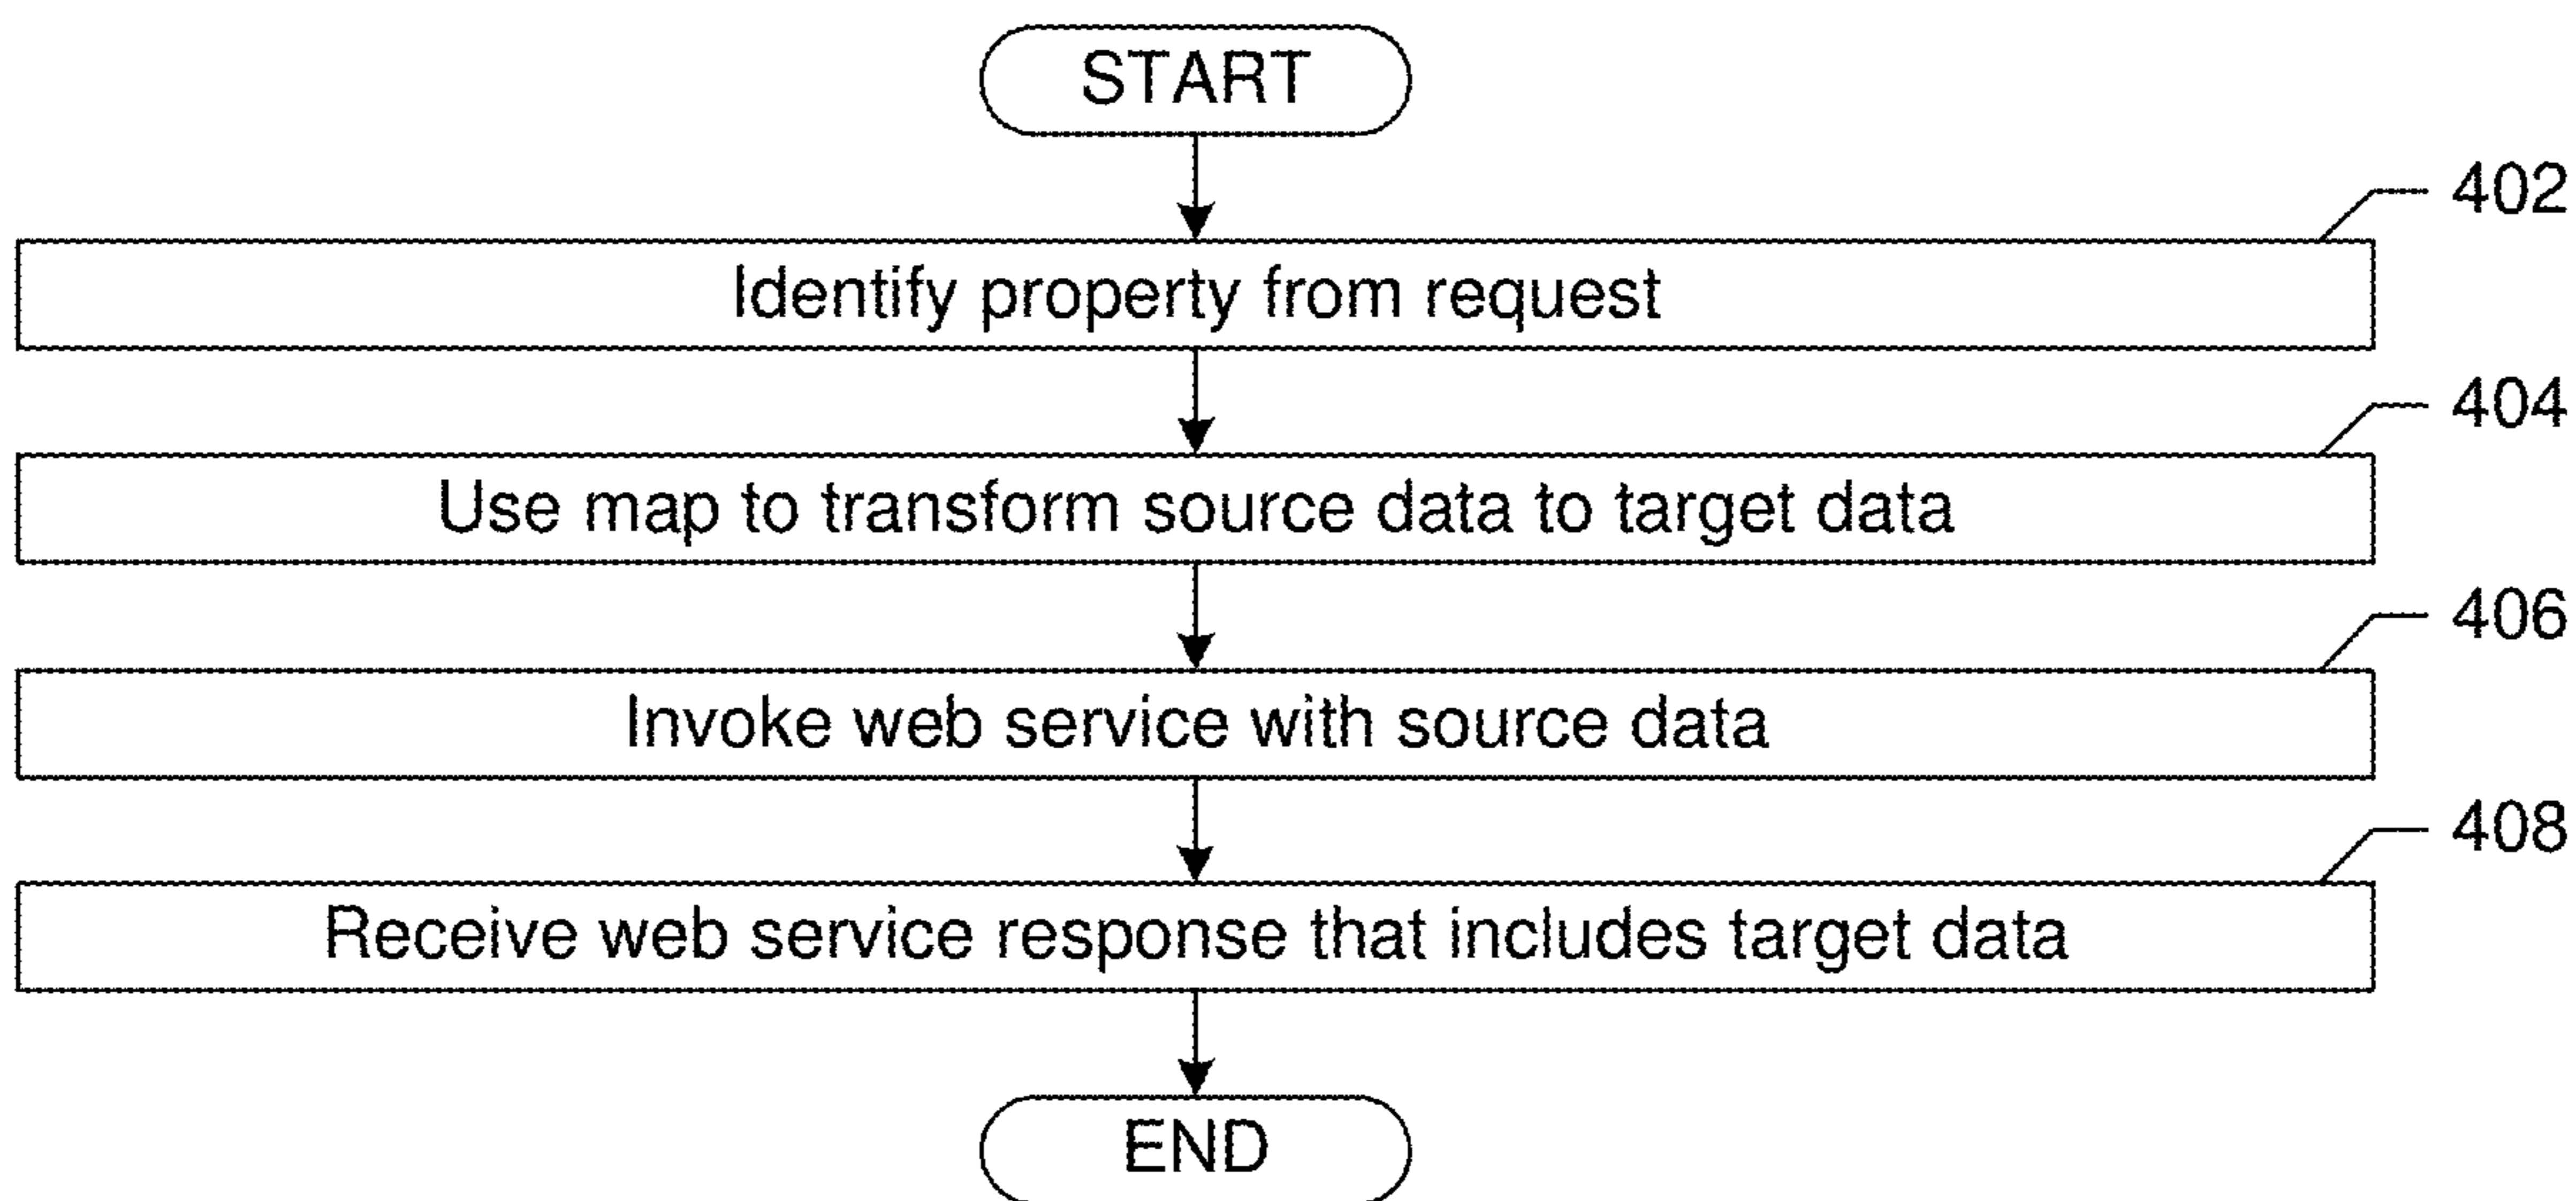 START
402
Identify property from request
404
Use map to transform source data to target data
406
Invoke web service with source data
408
Receive web service response that includes target data
END